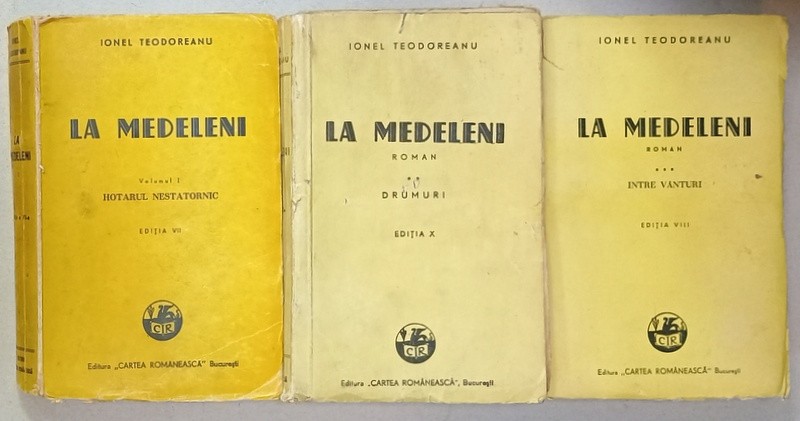 IONEL TEODOREANU
LA MEDELENI
Volumul I
HOTARUL NESTATORNIC
EDIȚIA VII
CR
Editura „CARTEA ROMÂNEASCĂ” București
IONEL TEODOREANU
LA MEDELENI
ROMAN
**
DRUMURI
EDIȚIA X
CR
Editura „CARTEA ROMÂNEASCĂ”, București
IONEL TEODOREANU
LA MEDELENI
ROMAN
***
INTRE VANTURI
EDIȚIA VIII
CR
Editura „CARTEA ROMÂNEASCĂ” București